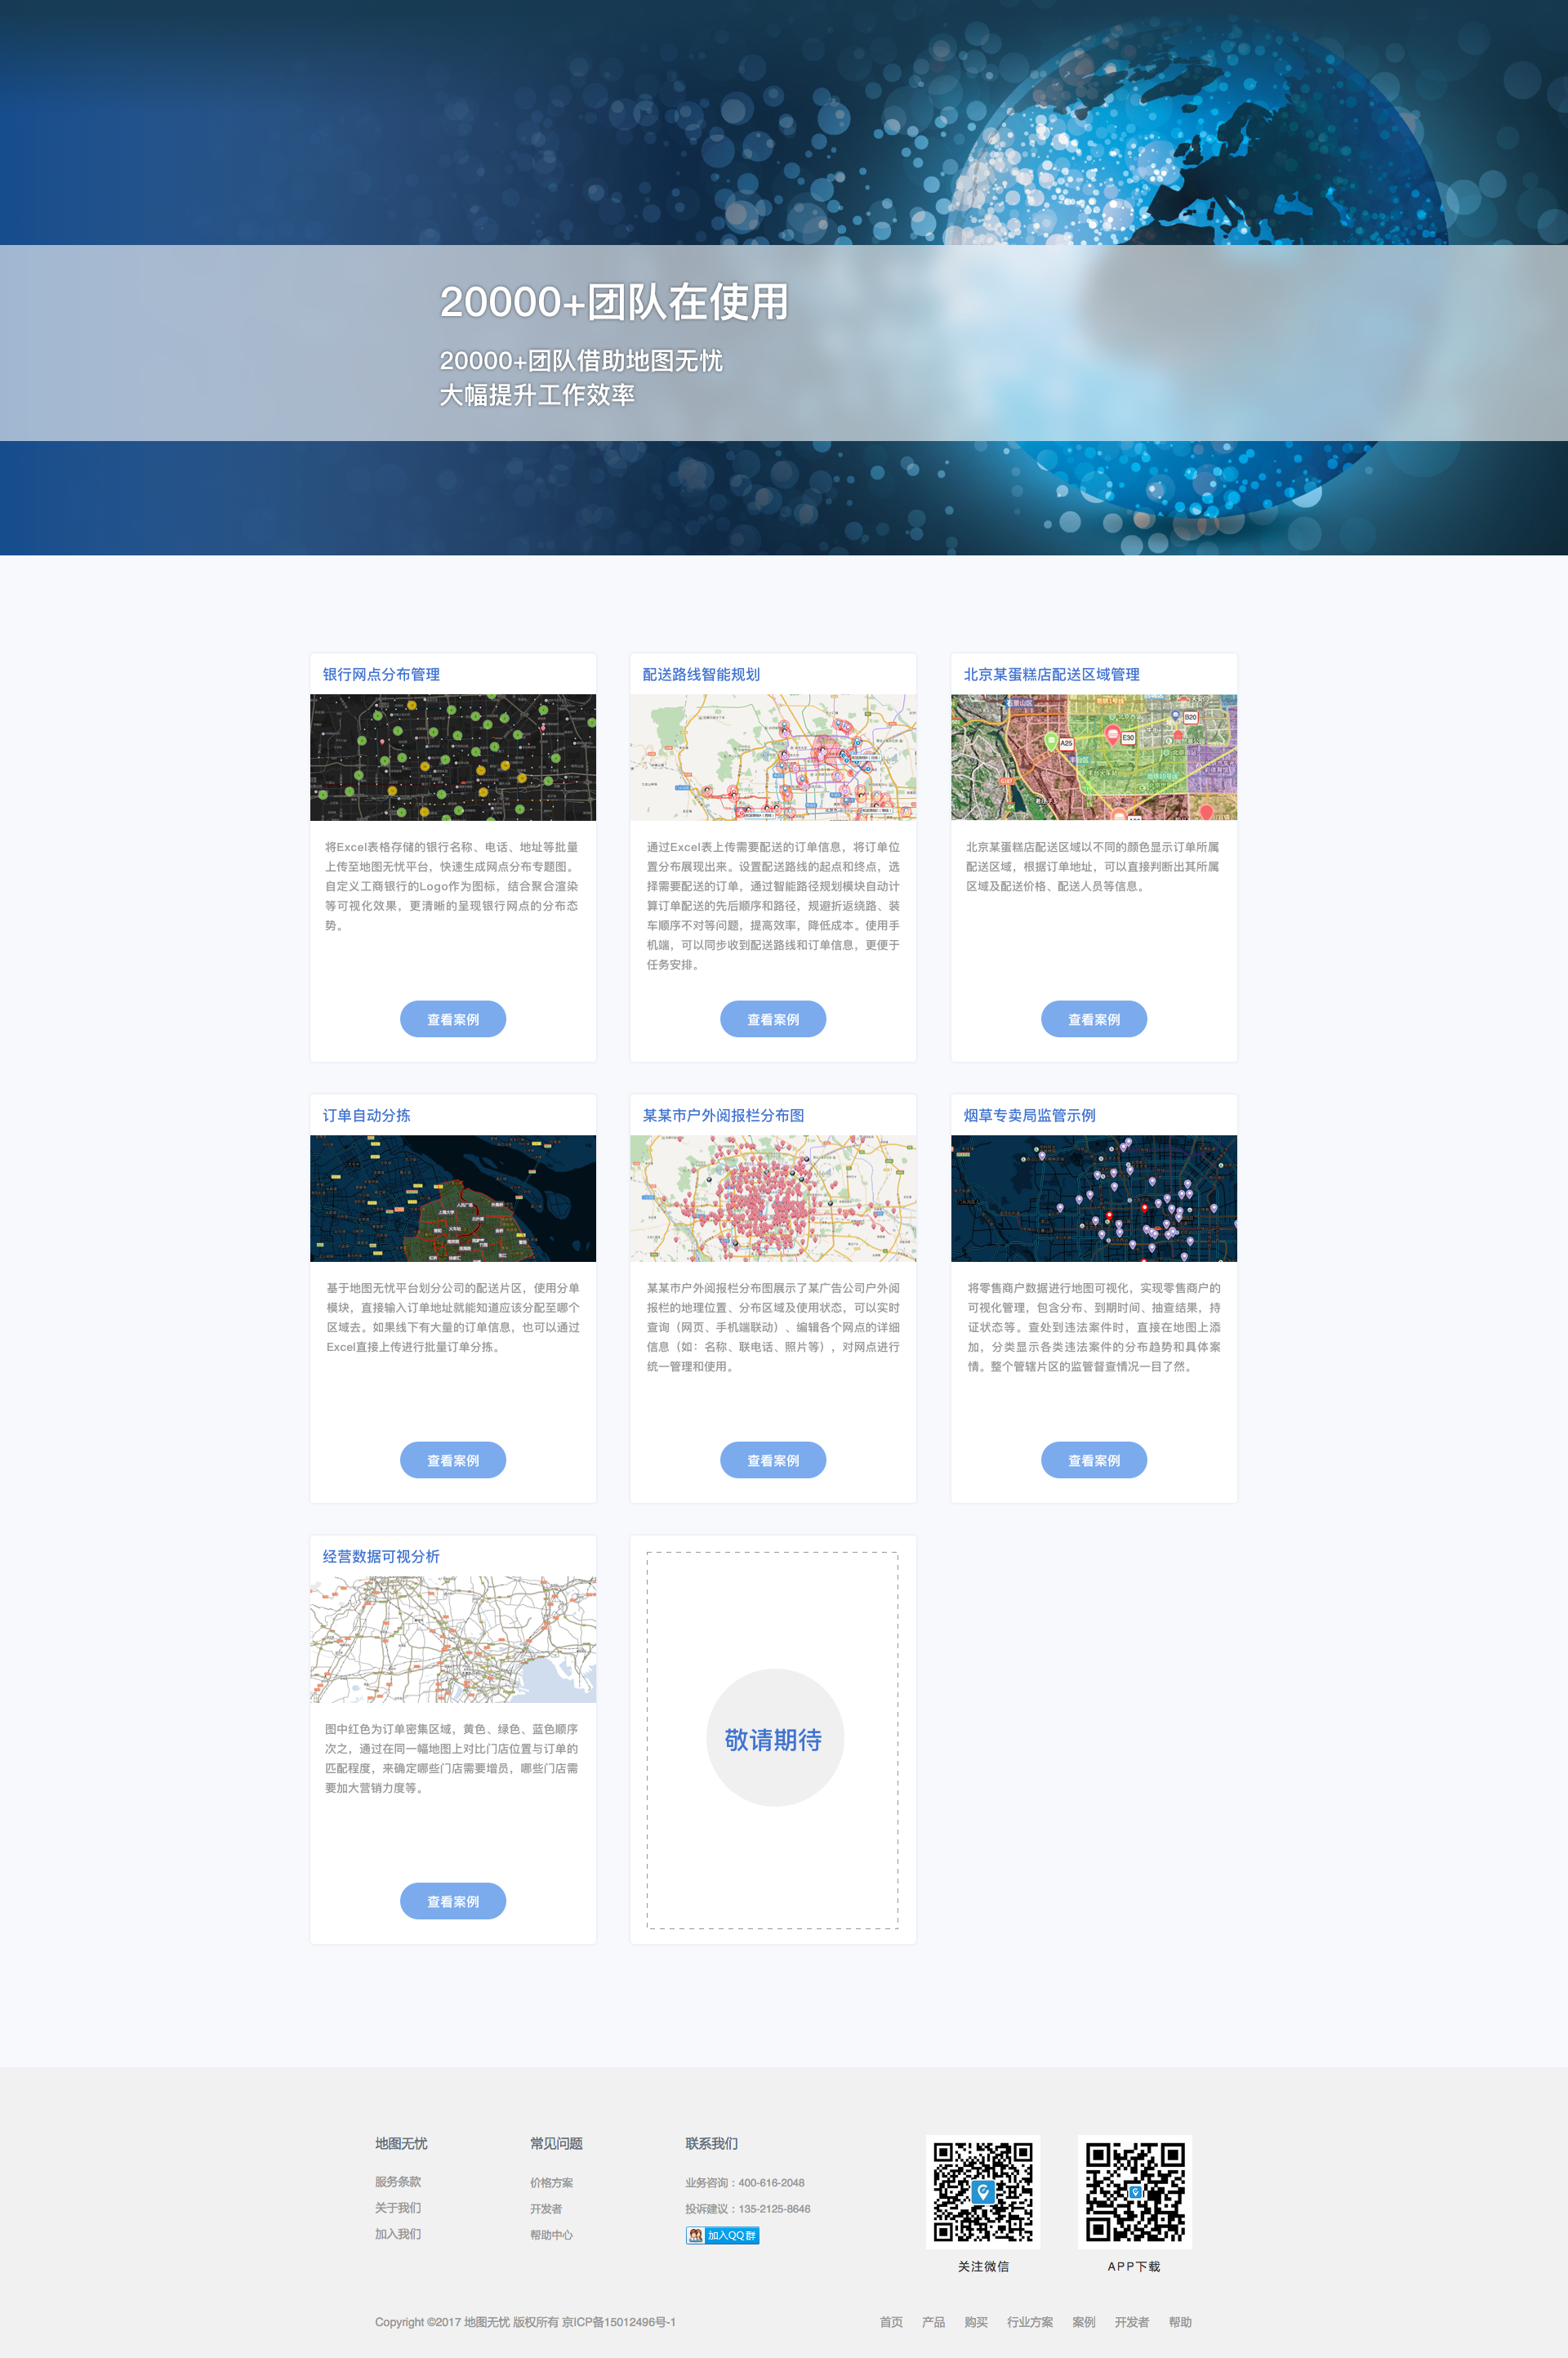 20000+团队在使用
20000+团队借助地图无忧
大幅提升工作效率
银行网点分布管理
将Excel表格存储的银行名称、电话、地址等批量
上传至地图无忧平台，快速生成网点分布专题图。
自定义工商银行的Logo作为图标，结合聚合渲染
等可视化效果，更清晰的呈现银行网点的分布态
势。
查看案例
配送路线智能规划
通过Excel表上传需要配送的订单信息，将订单位
置分布展现出来。设置配送路线的起点和终点，选
择需要配送的订单，通过智能路径规划模块自动计
算订单配送的先后顺序和路径，规避折返绕路、装
车顺序不对等问题，提高效率，降低成本。使用手
机端，可以同步收到配送路线和订单信息，更便于
任务安排。
查看案例
北京某蛋糕店配送区域管理
A25
E30
B20
北京某蛋糕店配送区域以不同的颜色显示订单所属
配送区域，根据订单地址，可以直接判断出其所属
区域及配送价格、配送人员等信息。
查看案例
订单自动分拣
基于地图无忧平台划分公司的配送片区，使用分单
模块，直接输入订单地址就能知道应该分配至哪个
区域去。如果线下有大量的订单信息，也可以通过
Excel直接上传进行批量订单分拣。
查看案例
某某市户外阅报栏分布图
某某市户外阅报栏分布图展示了某广告公司户外阅
报栏的地理位置、分布区域及使用状态，可以实时
查询（网页、手机端联动）、编辑各个网点的详细
信息（如：名称、联电话、照片等），对网点进行
统一管理和使用。
查看案例
烟草专卖局监管示例
将零售商户数据进行地图可视化，实现零售商户的
可视化管理，包含分布、到期时间、抽查结果，持
证状态等。查处到违法案件时，直接在地图上添
加，分类显示各类违法案件的分布趋势和具体案
情。整个管辖片区的监管督查情况一目了然。
查看案例
经营数据可视分析
图中红色为订单密集区域，黄色、绿色、蓝色顺序
次之，通过在同一幅地图上对比门店位置与订单的
匹配程度，来确定哪些门店需要增员，哪些门店需
要加大营销力度等。
查看案例
敬请期待
地图无忧
服务条款
关于我们
加入我们
常见问题
价格方案
开发者
帮助中心
联系我们
业务咨询：400-616-2048
投诉建议：135-2125-8646
加入QQ群
关注微信
APP下载
Copyright ©2017 地图无忧 版权所有 京ICP备15012496号-1
首页 产品 购买 行业方案 案例 开发者 帮助